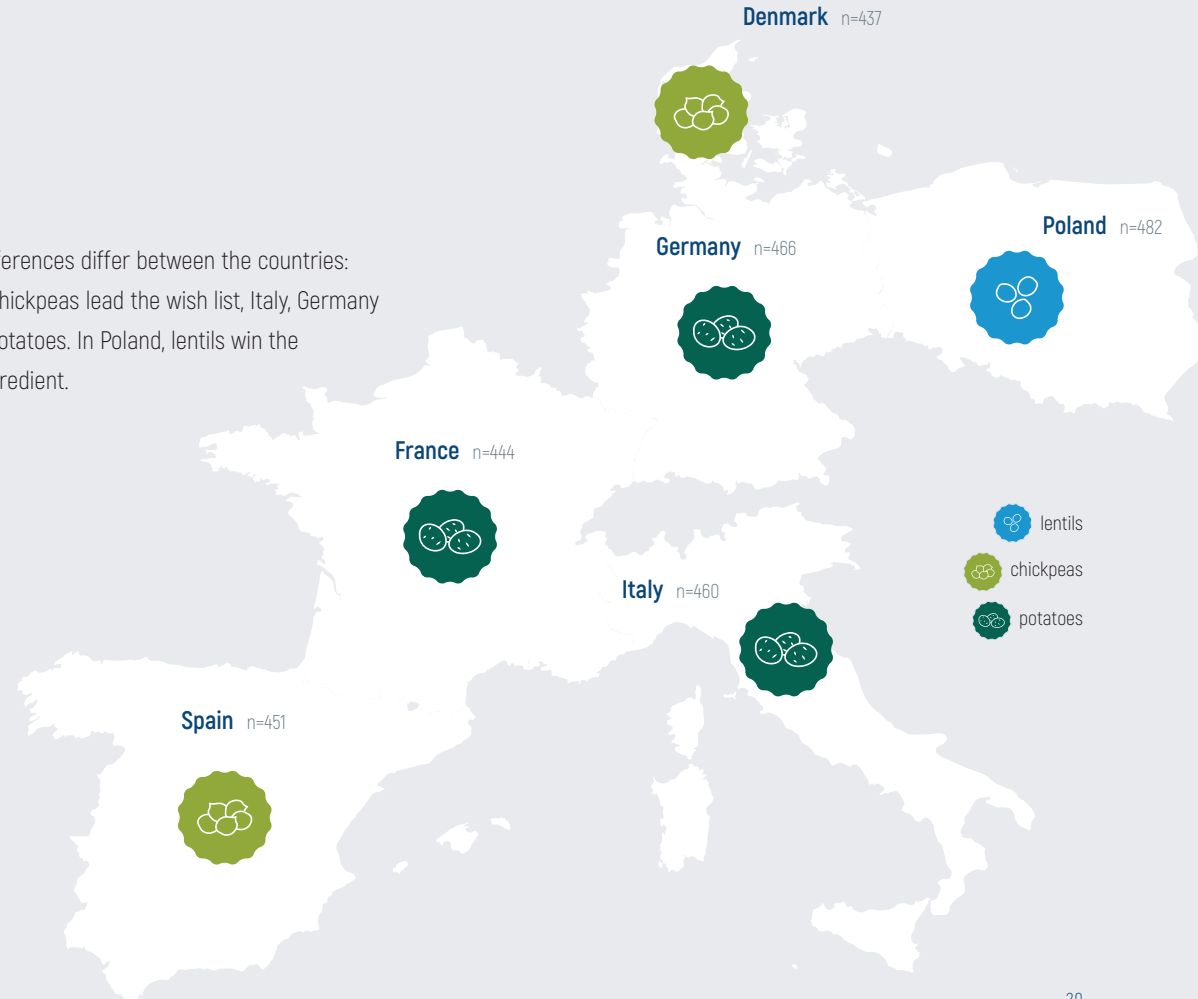 Denmark n=437
Poland n=482
Germany n=466
ferences differ between the countries:
hickpeas lead the wish list, Italy, Germany
otatoes. In Poland, lentils win the
redient.
France n=444
lentils
chickpeas
Italy n=460
potatoes
Spain n=451